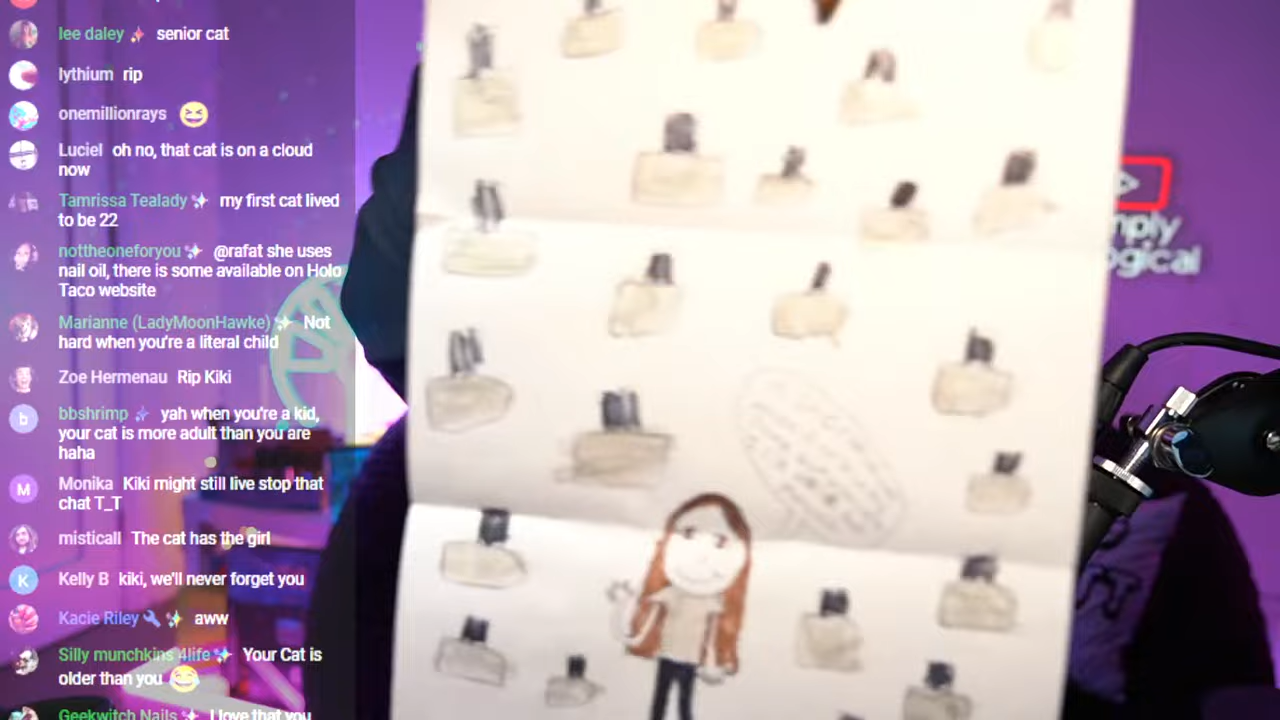 lee daley senior cat
lythium rip
onemillionrays
Luciel oh no, that cat is on a cloud
now
Tamrissa Tealady my first cat lived
to be 22
nottheoneforyou @rafat she uses
nail oil, there is some available on Holo
Taco website
Marianne (LadyMoonHawke) Not
hard when you're a literal child
Zoe Hermenau Rip Kiki
bbshrimp yah when you're a kid,
your cat is more adult than you are
haha
M Monika Kiki might still live stop that
chat T_T
misticall The cat has the girl
K Kelly B kiki, we'll never forget you
Kacie Riley aww
Silly munchkins 4life Your Cat is
older than you
Geekwitch Nails I love that you